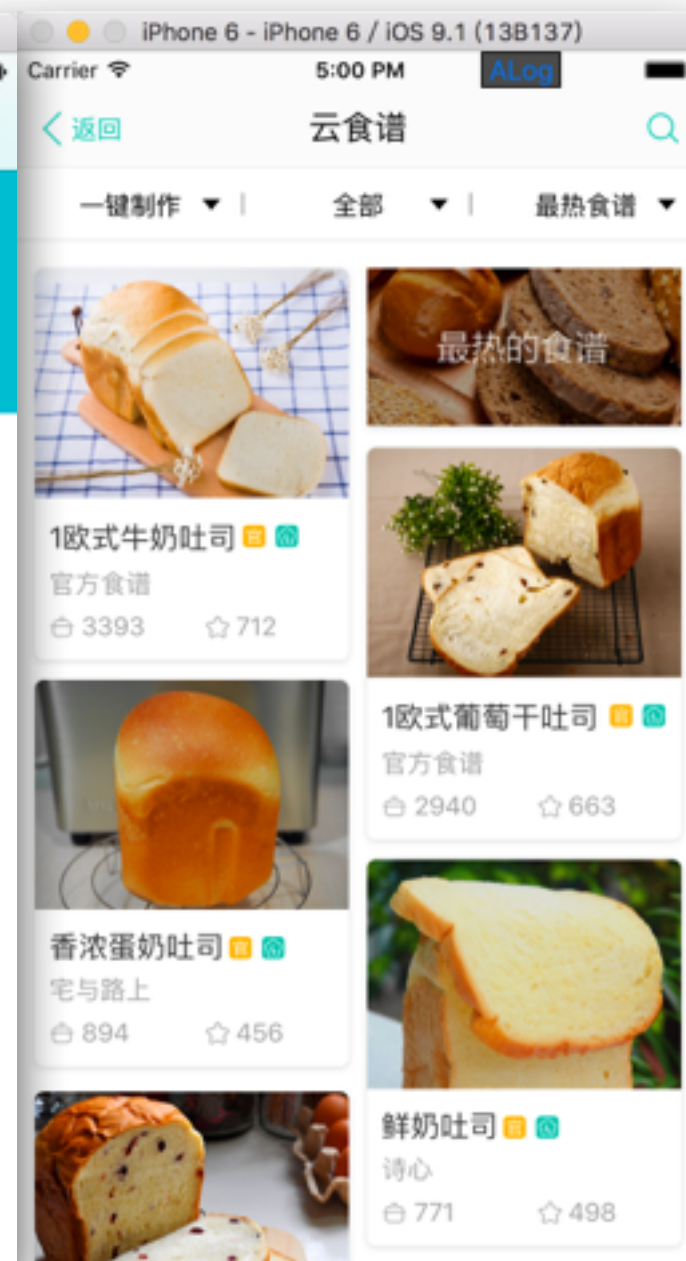 iPhone 6 - iPhone 6 / iOS 9.1 (13B137)
Carrier 5:00 PM ALog
返回 云食谱
一键制作 全部 最热食谱
最热的食谱
1欧式牛奶吐司 官
官方食谱
3393 712
1欧式葡萄干吐司 官
官方食谱
2940 663
香浓蛋奶吐司 官
宅与路上
894 456
鲜奶吐司 官
诗心
771 498